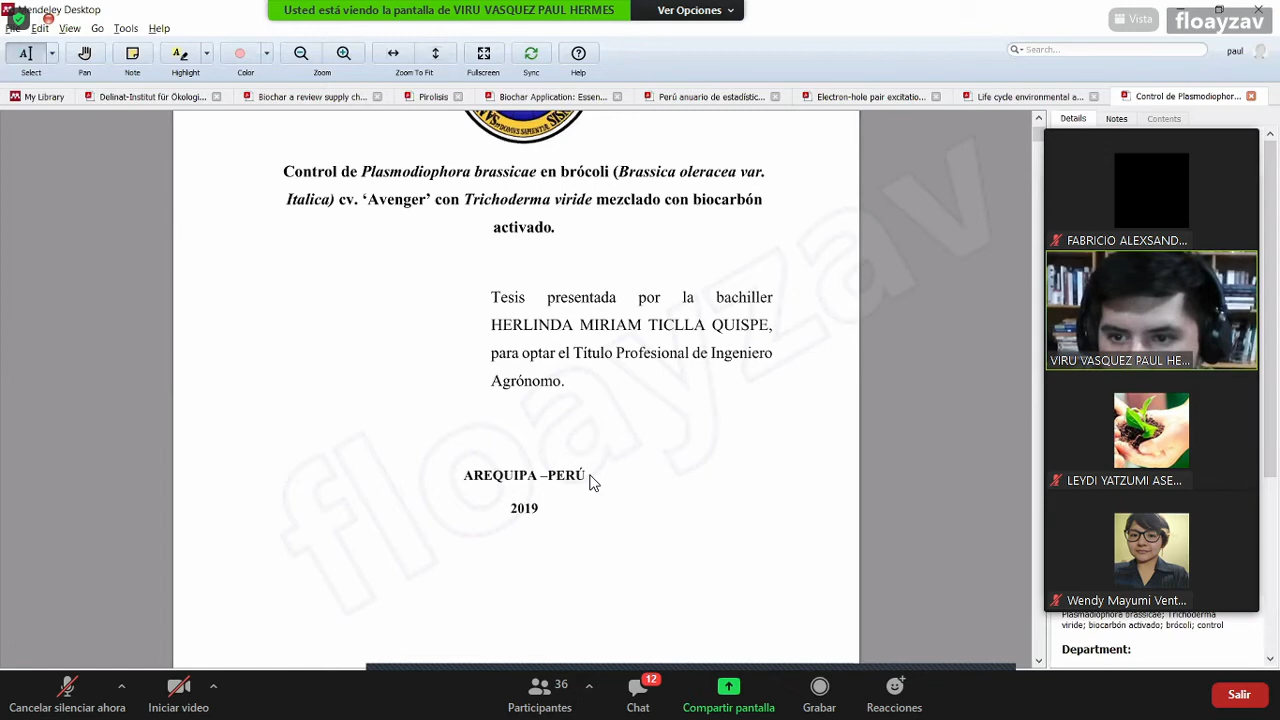 Mendeley Desktop
Usted está viendo la pantalla de VIRU VASQUEZ PAUL HERMES
Ver Opciones
Vista
floayzav
File Edit View Go Tools Help
Select
Pan
Note
Highlight
Color
Zoom
Zoom To Fit
Fullscreen
Sync
Help
Search...
paul
My Library
Delinat-Institut für Ökologi...
Biochar a review supply ch...
Pirolisis
Biochar Application: Essen...
Perú anuario de estadístic...
Electron-hole pair excitatio...
Life cycle environmental a...
Control de Plasmodiophor...
Details
Notes
Contents
Control de Plasmodiophora brassicae en brócoli (Brassica oleracea var.
Italica) cv. ‘Avenger’ con Trichoderma viride mezclado con biocarbón
activado.
Tesis presentada por la bachiller
HERLINDA MIRIAM TICLLA QUISPE,
para optar el Título Profesional de Ingeniero
Agrónomo.
AREQUIPA –PERÚ
2019
floayzav
FABRICIO ALEXSAND...
VIRU VASQUEZ PAUL HE...
LEYDI YATZUMI ASE...
Wendy Mayumi Vent...
Plasmadiophora brassicae; Trichoderma
viride; biocarbón activado; brócoli; control
Department:
Cancelar silenciar ahora
Iniciar video
36
Participantes
12
Chat
Compartir pantalla
Grabar
Reacciones
Salir